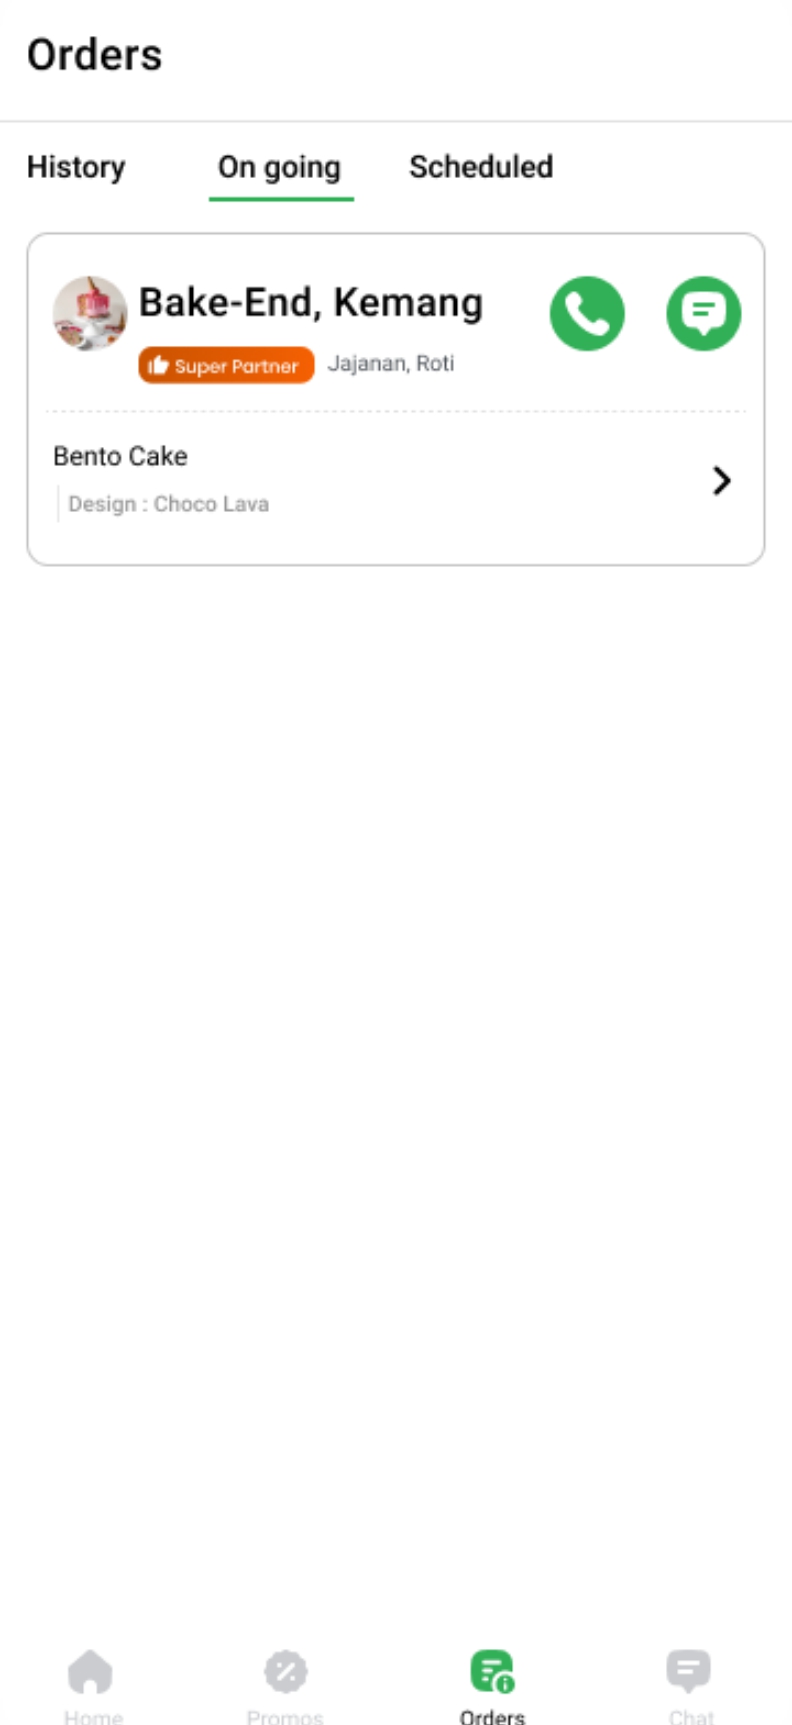 Orders
History On going Scheduled
Bake-End, Kemang
Super Partner Jajanan, Roti
Bento Cake
Design : Choco Lava
Home Promos Orders Chat